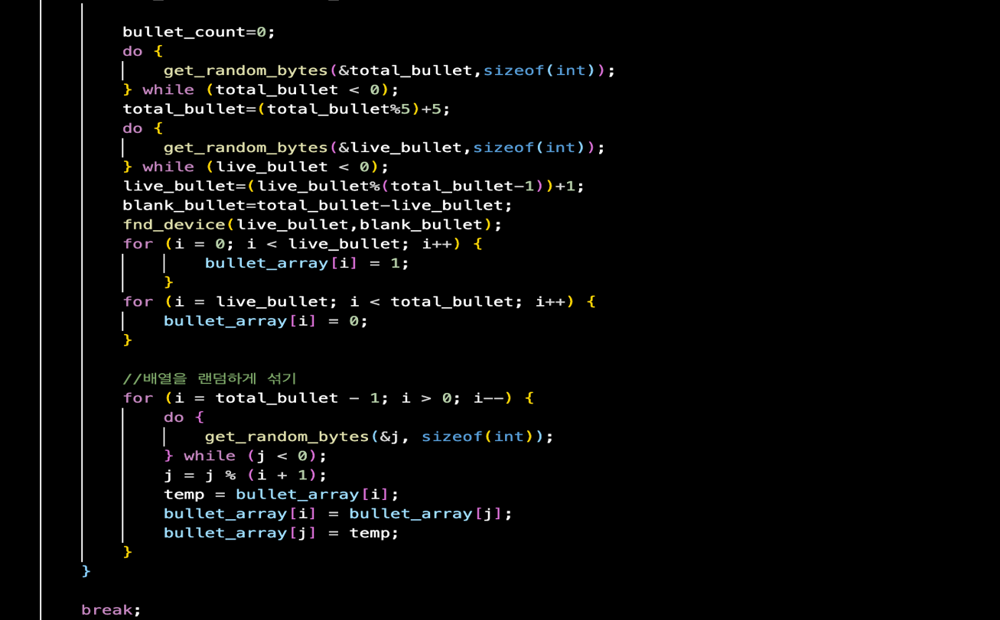 bullet_count=0;
do {
get_random_bytes(&total_bullet,sizeof(int));
} while (total_bullet < 0);
total_bullet=(total_bullet%5)+5;
do {
get_random_bytes(&live_bullet,sizeof(int));
} while (live_bullet < 0);
live_bullet=(live_bullet%(total_bullet-1))+1;
blank_bullet=total_bullet-live_bullet;
fnd_device(live_bullet,blank_bullet);
for (i = 0; i < live_bullet; i++) {
bullet_array[i] = 1;
}
for (i = live_bullet; i < total_bullet; i++) {
bullet_array[i] = 0;
}
//배열을 랜덤하게 섞기
for (i = total_bullet - 1; i > 0; i--) {
do {
get_random_bytes(&j, sizeof(int));
} while (j < 0);
j = j % (i + 1);
temp = bullet_array[i];
bullet_array[i] = bullet_array[j];
bullet_array[j] = temp;
}
}
break;